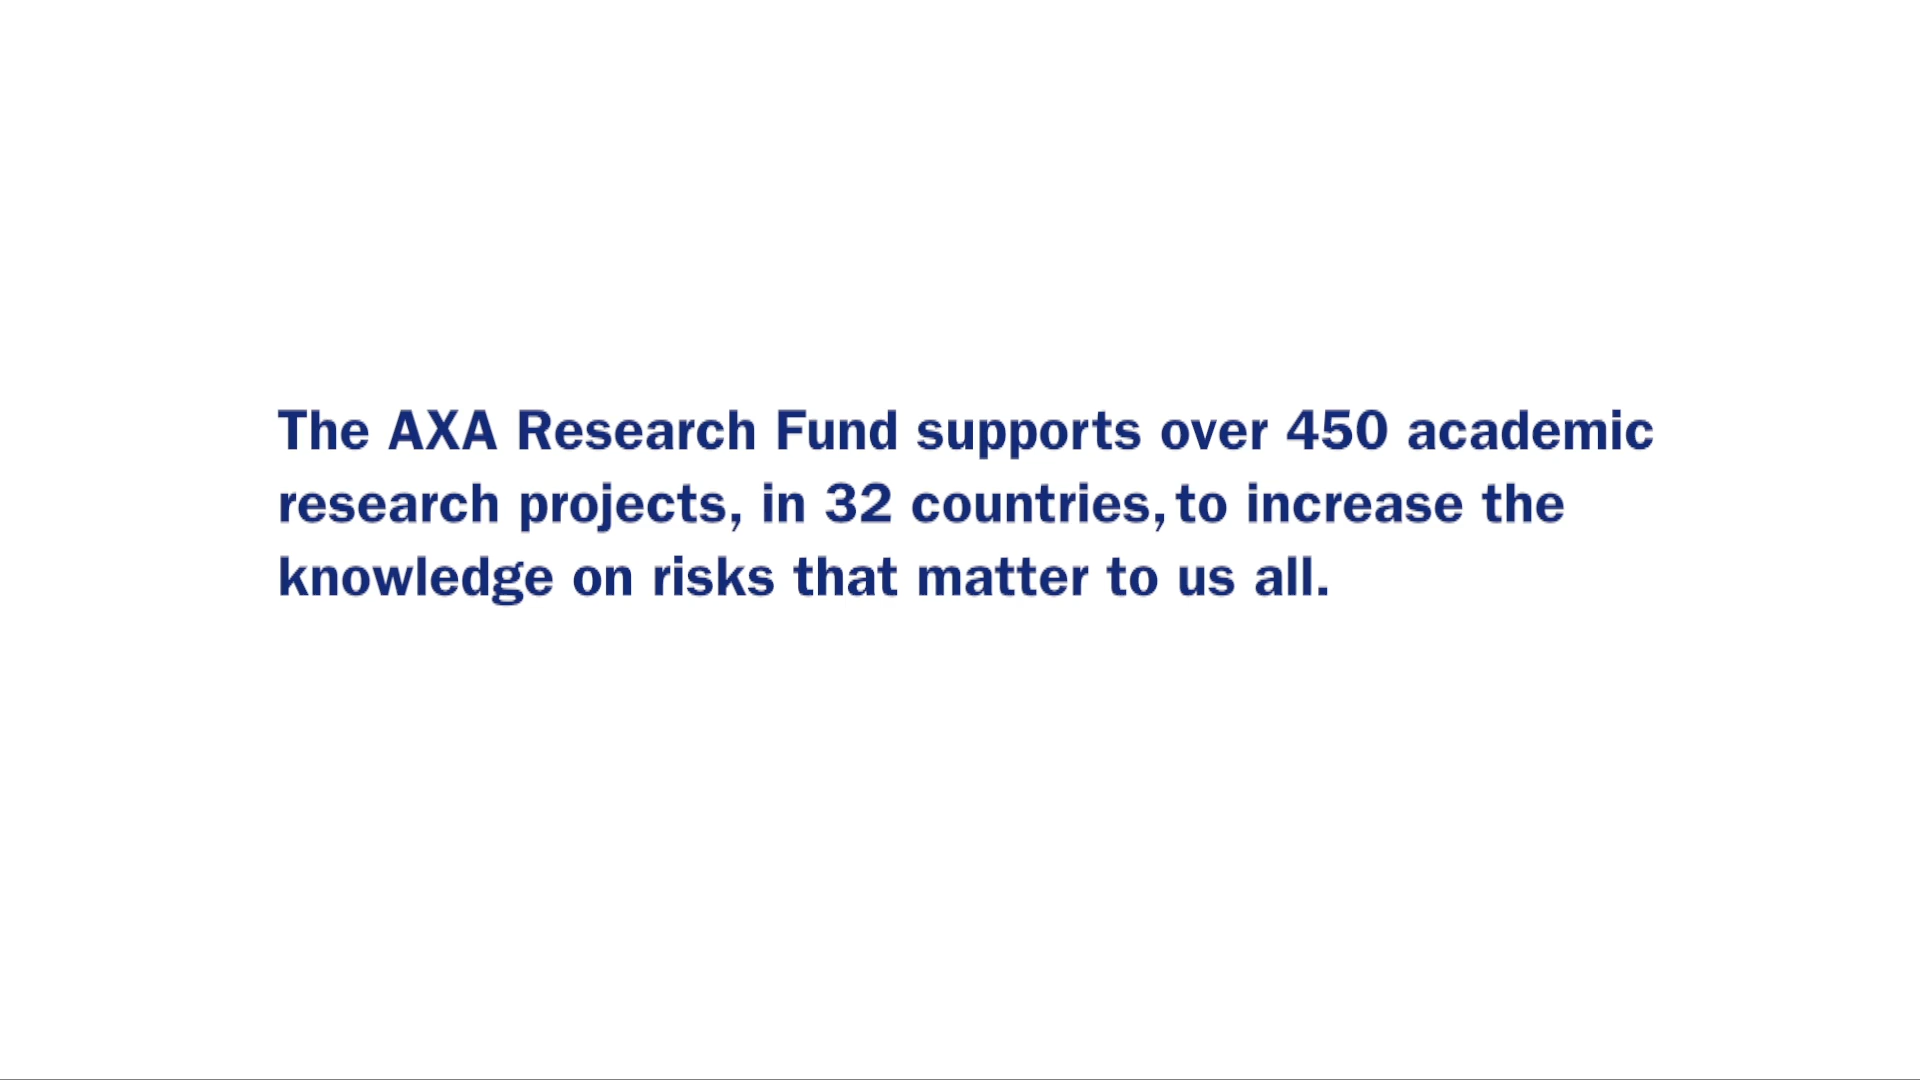 The AXA Research Fund supports over 450 academic
research projects, in 32 countries, to increase the
knowledge on risks that matter to us all.